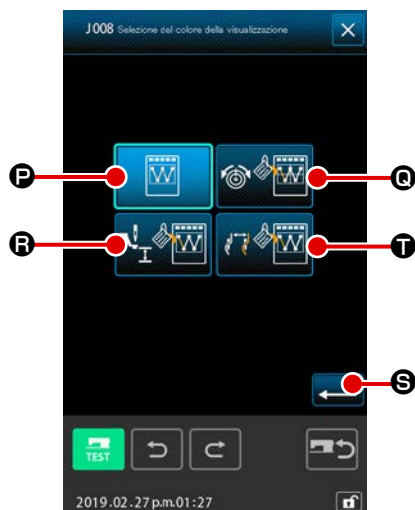 J008 Selezione del colore della visualizzazione
P
Q
R
T
S
TEST
2019.02.27 p.m.01:27